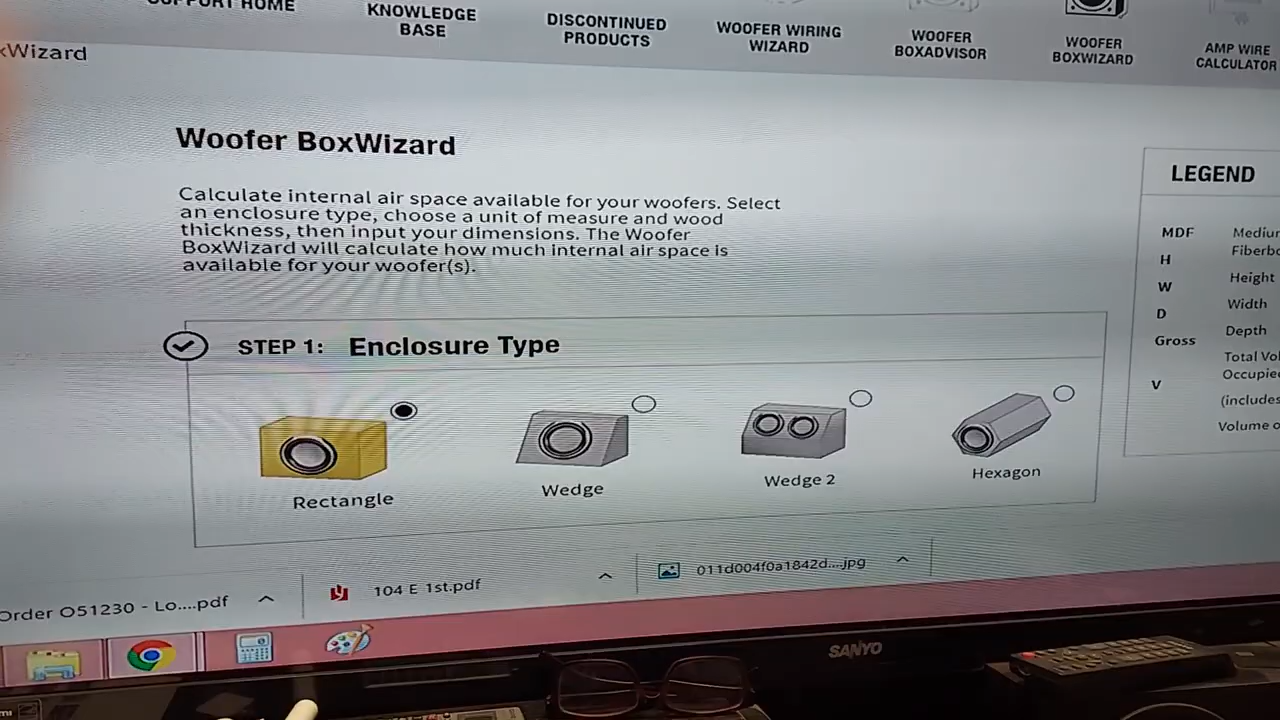 SUPPORT HOME
KNOWLEDGE
BASE
DISCONTINUED
PRODUCTS
WOOFER WIRING
WIZARD
WOOFER
BOXADVISOR
WOOFER
BOXWIZARD
AMP WIRE
CALCULATOR
xWizard
Woofer BoxWizard
Calculate internal air space available for your woofers. Select
an enclosure type, choose a unit of measure and wood
thickness, then input your dimensions. The Woofer
BoxWizard will calculate how much internal air space is
available for your woofer(s).
LEGEND
MDF Medium
Fiberbo
H Height
W Width
D Depth
Gross Total Vol
Occupie
V (includes
Volume o
STEP 1: Enclosure Type
Rectangle
Wedge
Wedge 2
Hexagon
Order O51230 - Lo....pdf
104 E 1st.pdf
011d004f0a1842d....jpg
SANYO